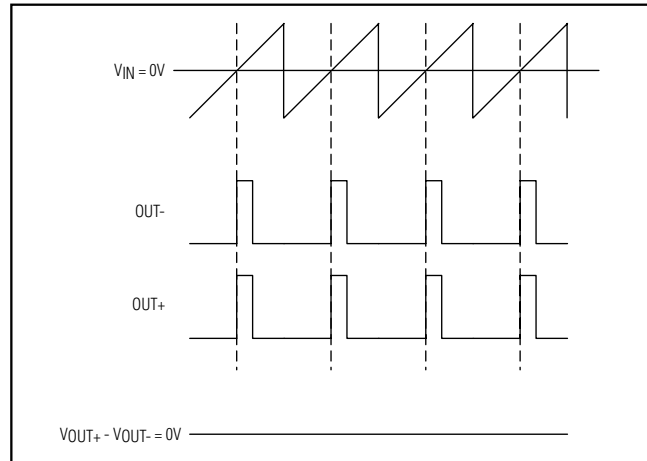 VIN = 0V
OUT-
OUT+
VOUT+ - VOUT- = 0V